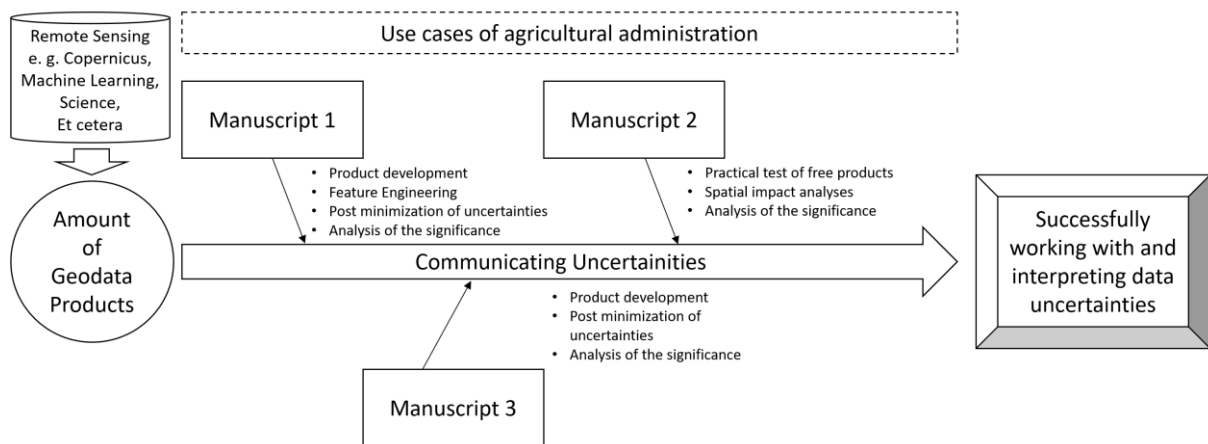 Remote Sensing
e. g. Copernicus,
Machine Learning,
Science,
Et cetera
Use cases of agricultural administration
Manuscript 1
Manuscript 2
• Product development
• Feature Engineering
• Post minimization of uncertainties
• Analysis of the significance
• Practical test of free products
• Spatial impact analyses
• Analysis of the significance
Amount
of
Geodata
Products
Communicating Uncertainities
Successfully
working with and
interpreting data
uncertainties
• Product development
• Post minimization of
uncertainties
• Analysis of the significance
Manuscript 3